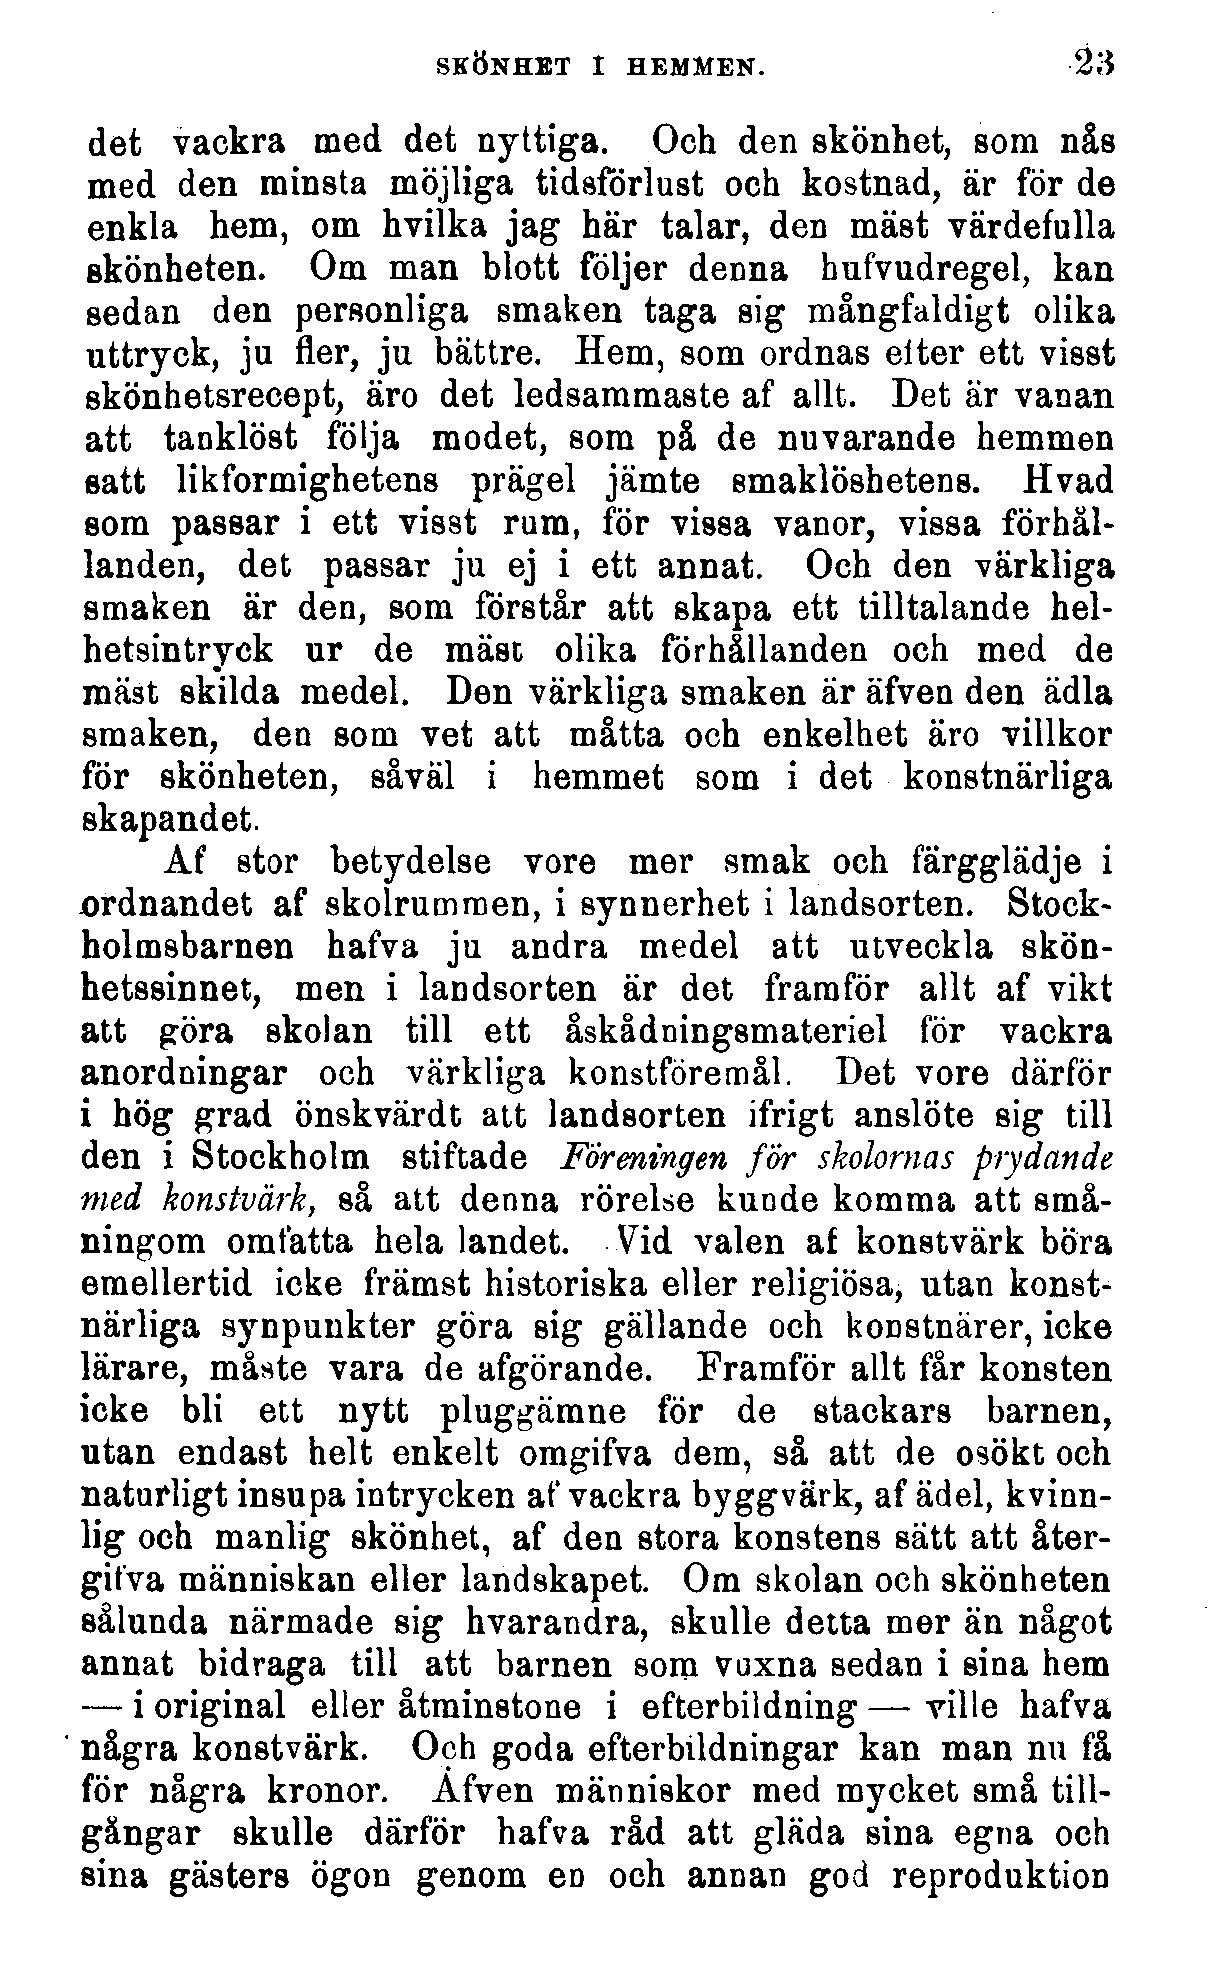 SKÖNHET I HEMMEN. 23
det vackra med det nyttiga. Och den skönhet, som nås
med den minsta möjliga tidsförlust och kostnad, är för de
enkla hem, om hvilka jag här talar, den mäst värdefulla
skönheten. Om man blott följer denna hufvudregel, kan
sedan den personliga smaken taga sig mångfaldigt olika
uttryck, ju fler, ju bättre. Hem, som ordnas efter ett visst
skönhetsrecept, äro det ledsammaste af allt. Det är vanan
att tanklöst följa modet, som på de nuvarande hemmen
satt likformighetens prägel jämte smaklöshetens. Hvad
som passar i ett visst rum, för vissa vanor, vissa förhål-
landen, det passar ju ej i ett annat. Och den värkliga
smaken är den, som förstår att skapa ett tilltalande hel-
hetsintryck ur de mäst olika förhållanden och med de
mäst skilda medel. Den värkliga smaken är äfven den ädla
smaken, den som vet att måtta och enkelhet äro villkor
för skönheten, såväl i hemmet som i det konstnärliga
skapandet.
Af stor betydelse vore mer smak och färgglädje i
ordnandet af skolrummen, i synnerhet i landsorten. Stock-
holmsbarnen hafva ju andra medel att utveckla skön-
hetssinnet, men i landsorten är det framför allt af vikt
att göra skolan till ett åskådningsmateriel för vackra
anordningar och värkliga konstföremål. Det vore därför
i hög grad önskvärdt att landsorten ifrigt anslöte sig till
den i Stockholm stiftade Föreningen för skolornas prydande
med konstvärk, så att denna rörelse kunde komma att små-
ningom omfatta hela landet. Vid valen af konstvärk böra
emellertid icke främst historiska eller religiösa, utan konst-
närliga synpunkter göra sig gällande och konstnärer, icke
lärare, måste vara de afgörande. Framför allt får konsten
icke bli ett nytt pluggämne för de stackars barnen,
utan endast helt enkelt omgifva dem, så att de osökt och
naturligt insupa intrycken af vackra byggvärk, af ädel, kvinn-
lig och manlig skönhet, af den stora konstens sätt att åter-
gifva människan eller landskapet. Om skolan och skönheten
sålunda närmade sig hvarandra, skulle detta mer än något
annat bidraga till att barnen som vuxna sedan i sina hem
— i original eller åtminstone i efterbildning — ville hafva
några konstvärk. Och goda efterbildningar kan man nu få
för några kronor. Äfven människor med mycket små till-
gångar skulle därför hafva råd att gläda sina egna och
sina gästers ögon genom en och annan god reproduktion